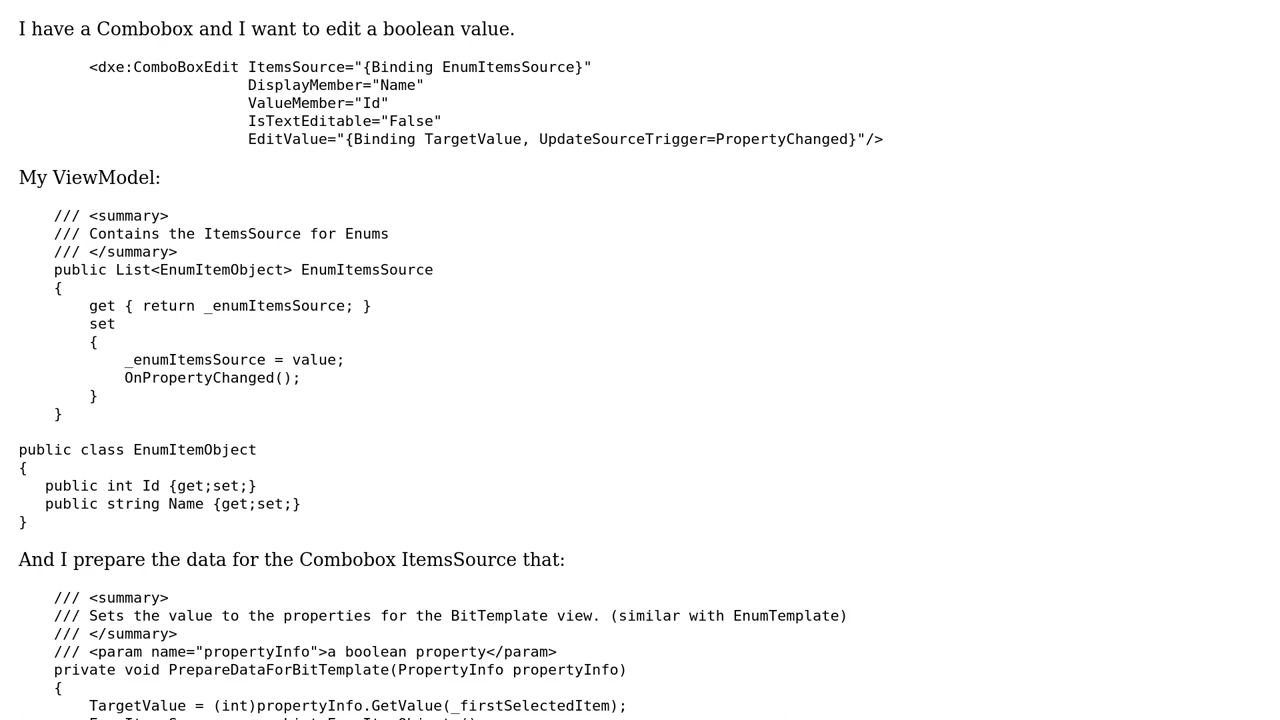 I have a Combobox and I want to edit a boolean value.
<dxe:ComboBoxEdit ItemsSource="{Binding EnumItemsSource}"
DisplayMember="Name"
ValueMember="Id"
IsTextEditable="False"
EditValue="{Binding TargetValue, UpdateSourceTrigger=PropertyChanged}"/>
My ViewModel:
/// <summary>
/// Contains the ItemsSource for Enums
/// </summary>
public List<EnumItemObject> EnumItemsSource
{
get { return _enumItemsSource; }
set
{
_enumItemsSource = value;
OnPropertyChanged();
}
}
public class EnumItemObject
{
public int Id {get;set;}
public string Name {get;set;}
}
And I prepare the data for the Combobox ItemsSource that:
/// <summary>
/// Sets the value to the properties for the BitTemplate view. (similar with EnumTemplate)
/// </summary>
/// <param name="propertyInfo">a boolean property</param>
private void PrepareDataForBitTemplate(PropertyInfo propertyInfo)
{
TargetValue = (int)propertyInfo.GetValue(_firstSelectedItem);